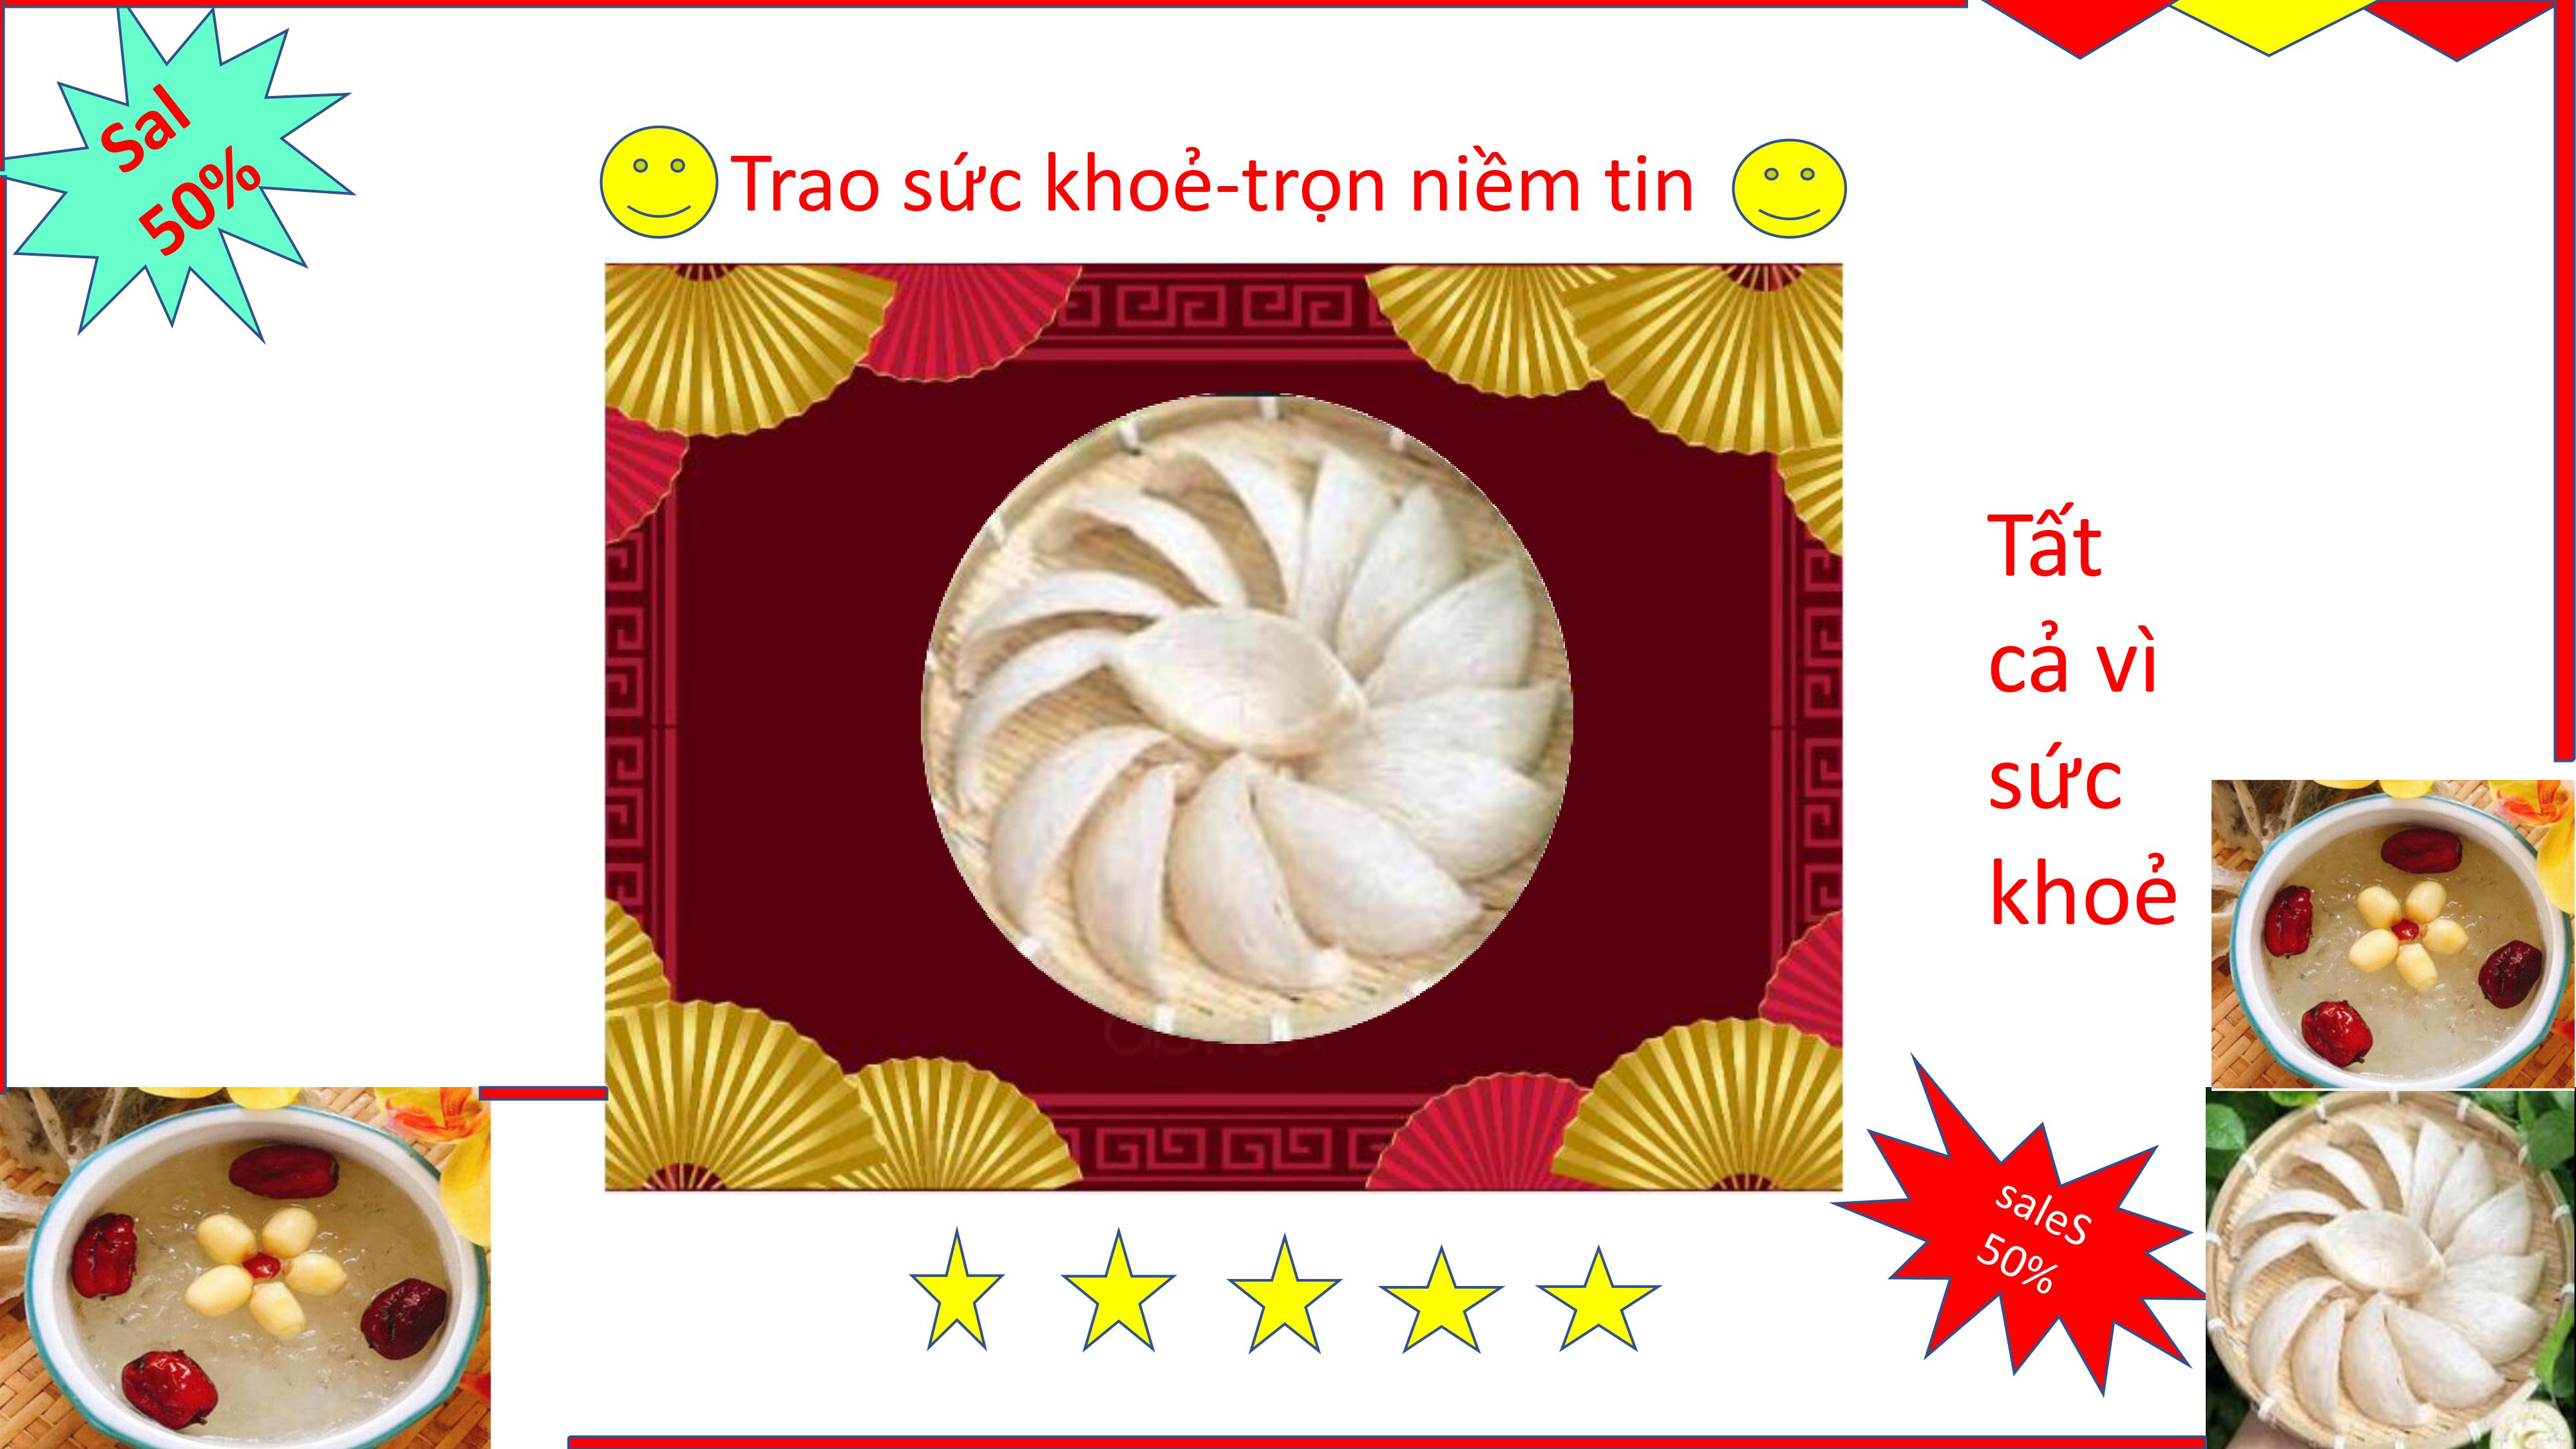 Sal
50%
Trao sức khoẻ-trọn niềm tin
Tất
cả vì
sức
khoẻ
saleS
50%